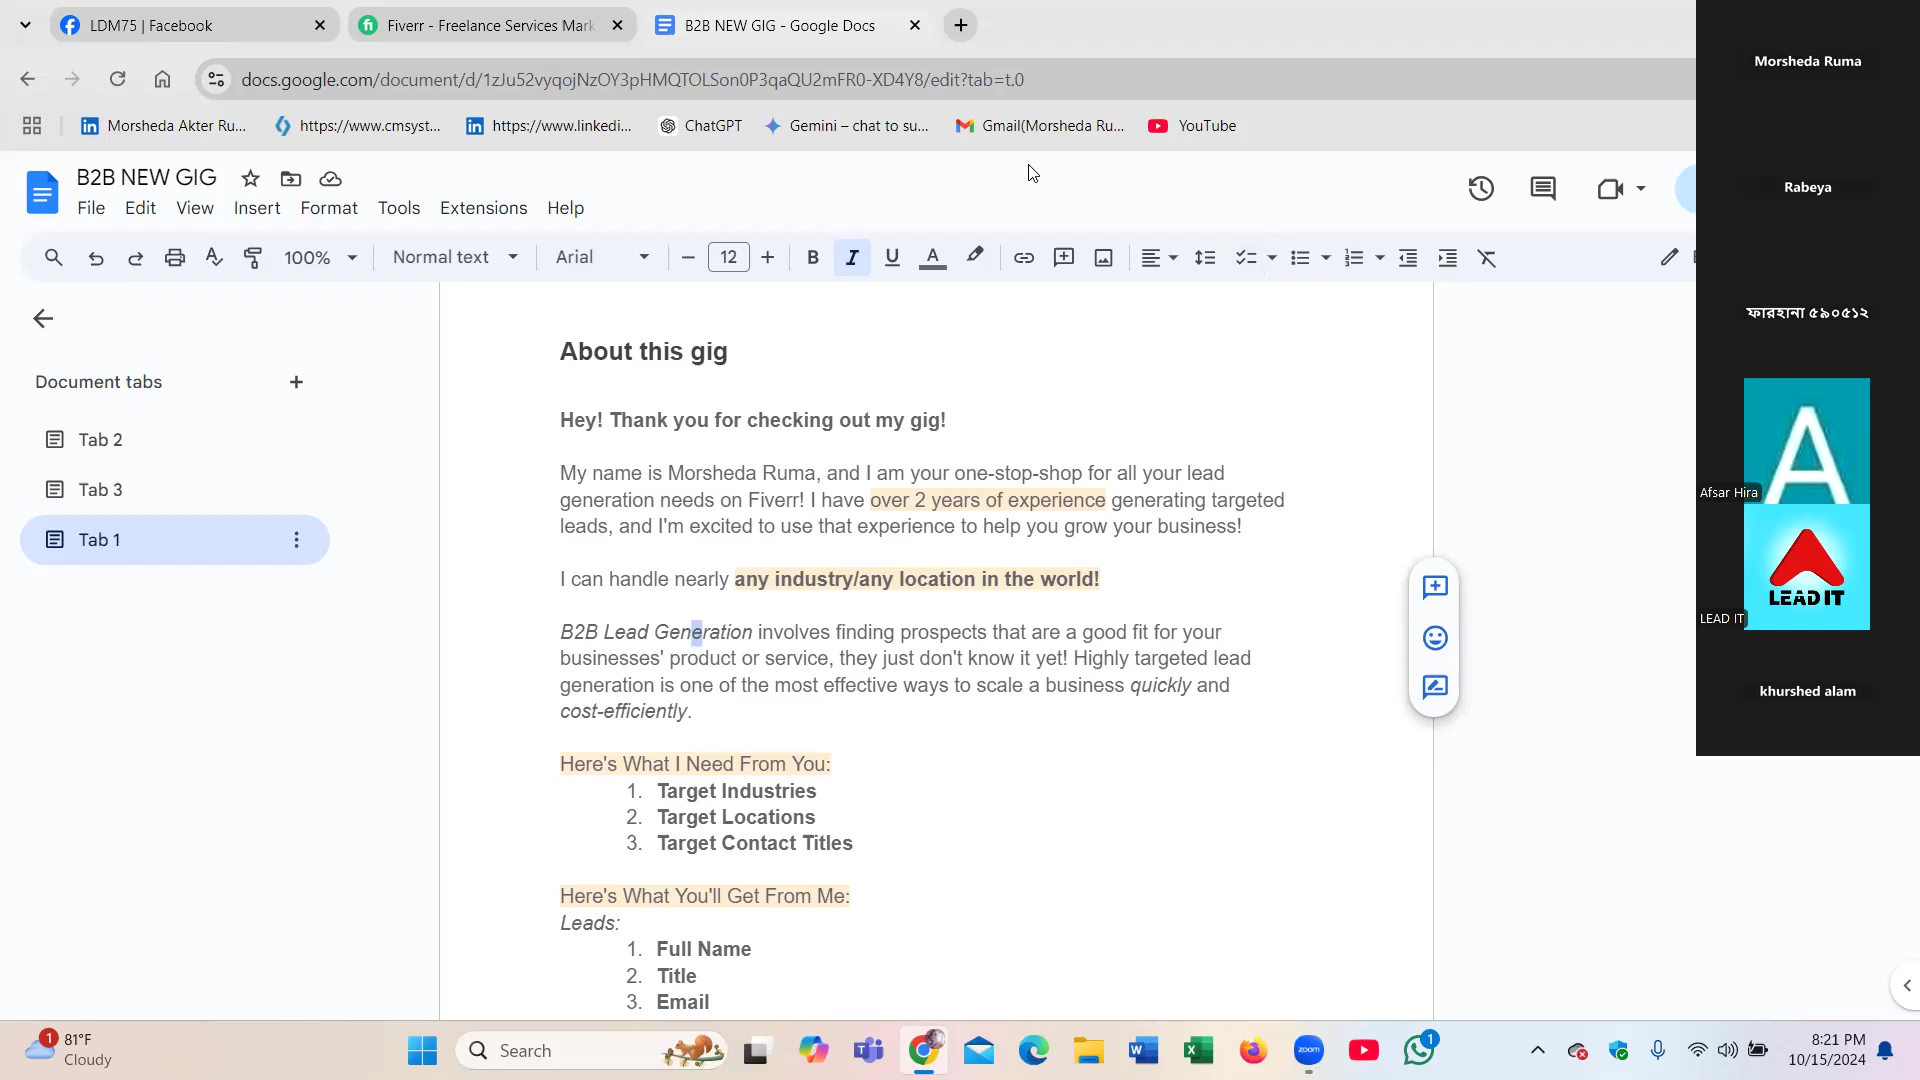 LDM75 | Facebook
Fiverr - Freelance Services Mark
B2B NEW GIG - Google Docs
docs.google.com/document/d/1zJu52vyqojNzOY3pHMQTOLSon0P3qaQU2mFR0-XD4Y8/edit?tab=t.0
Morsheda Akter Ru... https://www.cmsyst... https://www.linkedi... ChatGPT Gemini – chat to su... Gmail(Morsheda Ru... YouTube
B2B NEW GIG
File Edit View Insert Format Tools Extensions Help
100% Normal text Arial 12 B I U A
Document tabs
Tab 2
Tab 3
Tab 1
About this gig
Hey! Thank you for checking out my gig!
My name is Morsheda Ruma, and I am your one-stop-shop for all your lead
generation needs on Fiverr! I have over 2 years of experience generating targeted
leads, and I'm excited to use that experience to help you grow your business!
I can handle nearly any industry/any location in the world!
B2B Lead Generation involves finding prospects that are a good fit for your
businesses' product or service, they just don't know it yet! Highly targeted lead
generation is one of the most effective ways to scale a business quickly and
cost-efficiently.
Here's What I Need From You:
1. Target Industries
2. Target Locations
3. Target Contact Titles
Here's What You'll Get From Me:
Leads:
1. Full Name
2. Title
3. Email
Morsheda Ruma
Rabeya
ফারহানা ৫৯০৫১২
A
Afsar Hira
LEAD IT
LEAD IT
khurshed alam
1
81°F
Cloudy
Search
zoom
1
8:21 PM
10/15/2024